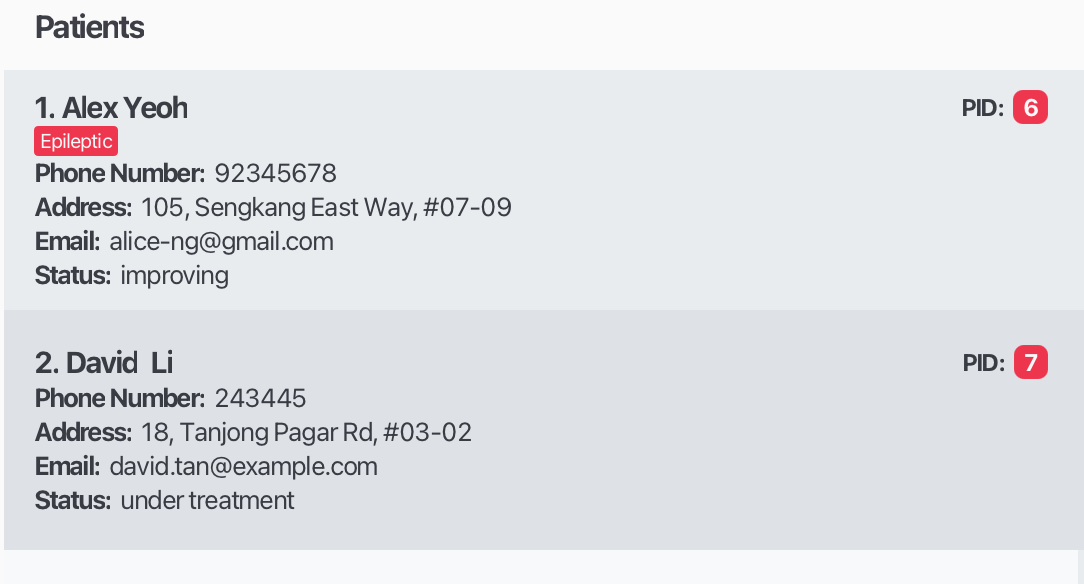 Patients
1. Alex Yeoh
PID: 6
Epileptic
Phone Number: 92345678
Address: 105, Sengkang East Way, #07-09
Email: alice-ng@gmail.com
Status: improving
2. David  Li
PID: 7
Phone Number: 243445
Address: 18, Tanjong Pagar Rd, #03-02
Email: david.tan@example.com
Status: under treatment